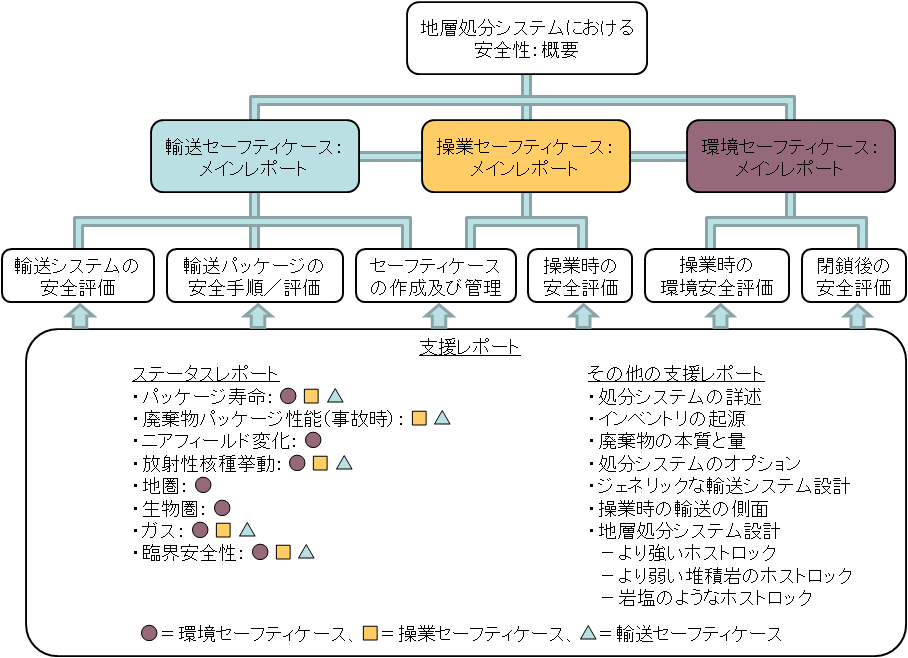 地層処分システムにおける
安全性：概要
輸送セーフティケース：
メインレポート
操業セーフティケース：
メインレポート
環境セーフティケース：
メインレポート
輸送システムの
安全評価
輸送パッケージの
安全手順／評価
セーフティケース
の作成及び管理
操業時の
安全評価
操業時の
環境安全評価
閉鎖後の
安全評価
支援レポート
ステータスレポート
・パッケージ寿命：
・廃棄物パッケージ性能（事故時）：
・ニアフィールド変化：
・放射性核種挙動：
・地圏：
・生物圏：
・ガス：
・臨界安全性：
その他の支援レポート
・処分システムの詳述
・インベントリの起源
・廃棄物の本質と量
・処分システムのオプション
・ジェネリックな輸送システム設計
・操業時の輸送の側面
・地層処分システム設計
－より強いホストロック
－より弱い堆積岩のホストロック
－岩塩のようなホストロック
＝環境セーフティケース、＝操業セーフティケース、＝輸送セーフティケース